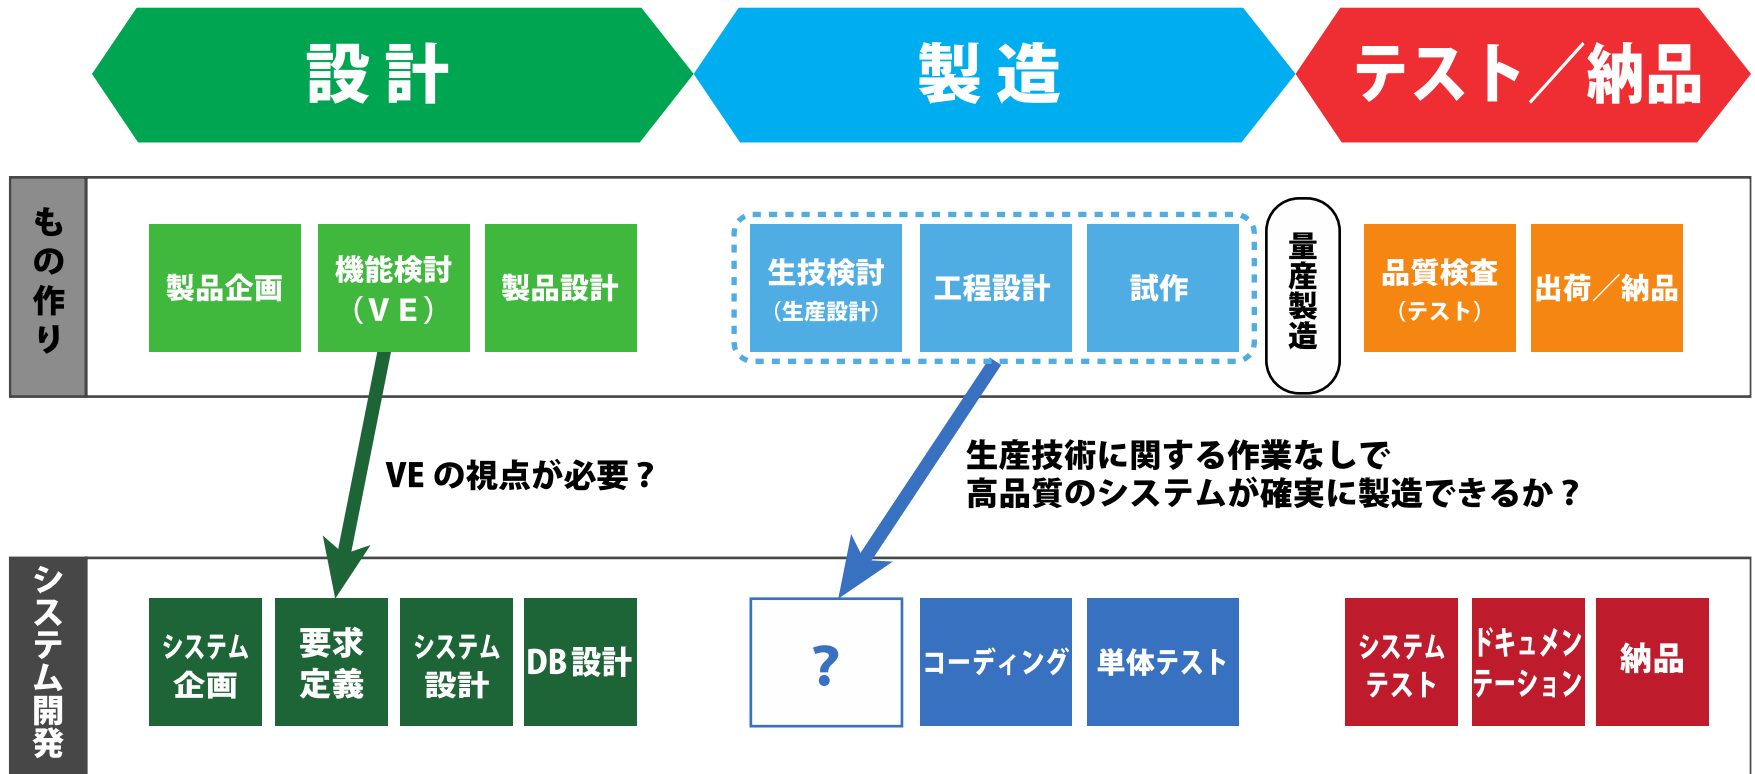 設計
製造
テスト／納品
もの作り
製品企画
機能検討
（ＶＥ）
製品設計
生技検討
（生産設計）
工程設計
試作
量産製造
品質検査
（テスト）
出荷／納品
VEの視点が必要？
生産技術に関する作業なしで
高品質のシステムが確実に製造できるか？
システム開発
システム
企画
要求
定義
システム
設計
DB設計
？
コーディング
単体テスト
システム
テスト
ドキュメン
テーション
納品